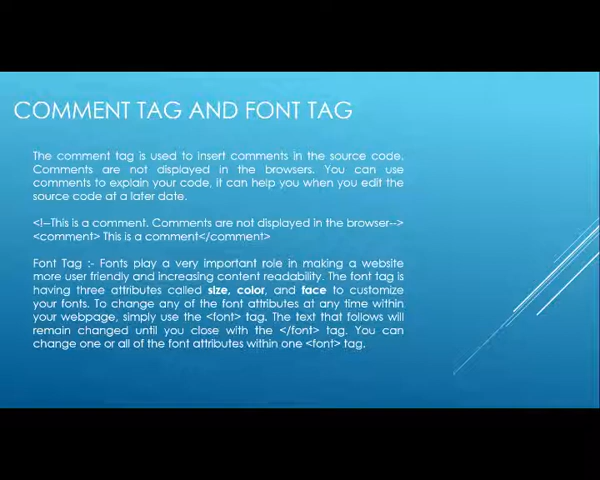 COMMENT TAG AND FONT TAG
The comment tag is used to insert comments in the source code.
Comments are not displayed in the browsers. You can use
comments to explain your code, it can help you when you edit the
source code at a later date.
<!--This is a comment. Comments are not displayed in the browser-->
<comment> This is a comment</comment>
Font Tag :- Fonts play a very important role in making a website
more user friendly and increasing content readability. The font tag is
having three attributes called size, color, and face to customize
your fonts. To change any of the font attributes at any time within
your webpage, simply use the <font> tag. The text that follows will
remain changed until you close with the </font> tag. You can
change one or all of the font attributes within one <font> tag.